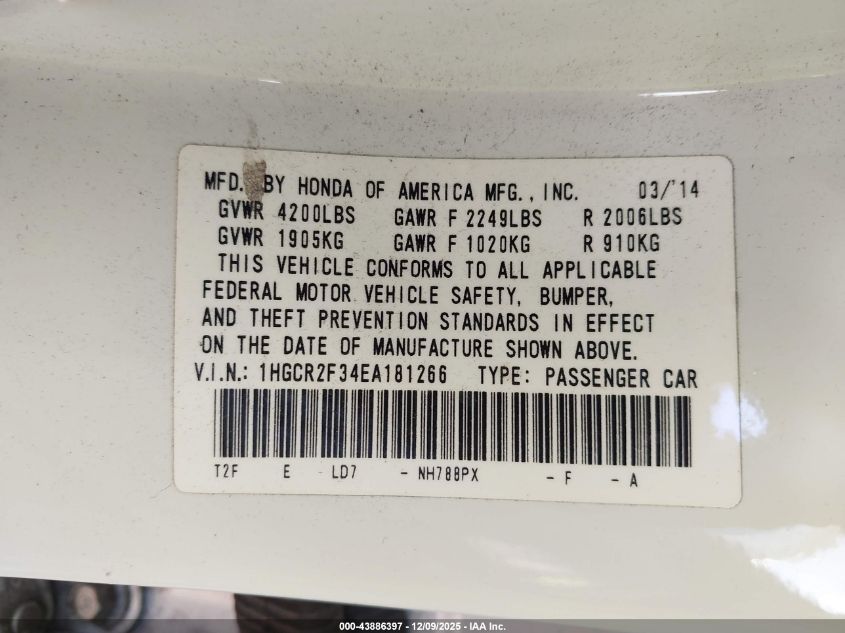 MFD. BY HONDA OF AMERICA MFG., INC. 03/'14
GVWR 4200LBS GAWR F 2249LBS R 2006LBS
GVWR 1905KG GAWR F 1020KG R 910KG
THIS VEHICLE CONFORMS TO ALL APPLICABLE
FEDERAL MOTOR VEHICLE SAFETY, BUMPER,
AND THEFT PREVENTION STANDARDS IN EFFECT
ON THE DATE OF MANUFACTURE SHOWN ABOVE.
V.I.N.: 1HGCR2F34EA181266 TYPE: PASSENGER CAR
T2F E LD7 - NH788PX - F - A
000-43886397 - 12/09/2025 - IAA Inc.